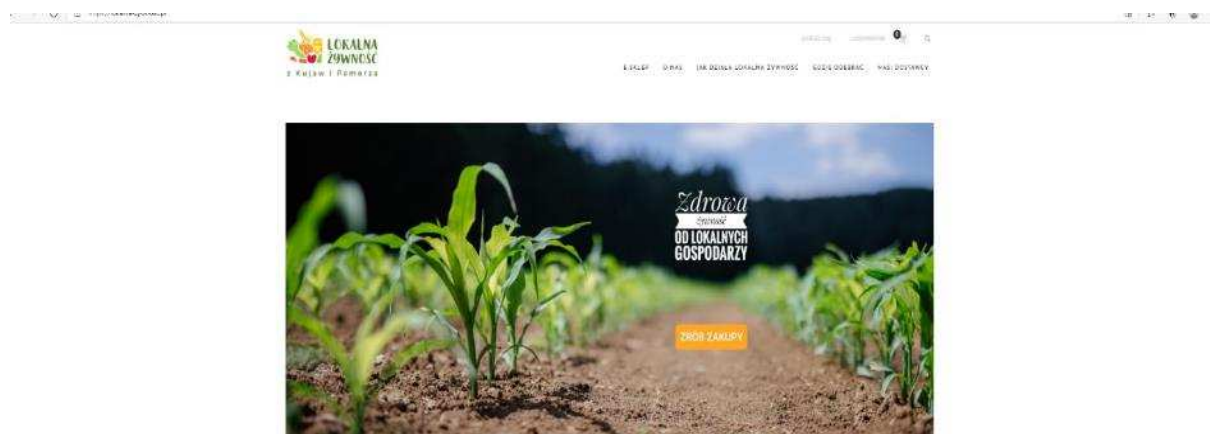 LOKALNA
ŻYWNOŚĆ
z Kujaw i Pomorza
0
E-SKLEP O NAS JAK DZIAŁA LOKALNA ŻYWNOŚĆ GDZIE ODEBRAĆ NASI DOSTAWCY
Zdrowa
żywność
OD LOKALNYCH
GOSPODARZY
ZRÓB ZAKUPY